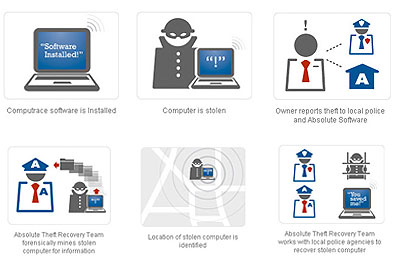 "Software
Installed!"
Computrace software is Installed
"!"
Computer is stolen
!
A
Owner reports theft to local police
and Absolute Software
A
A
Absolute Theft Recovery Team
forensically mines stolen
computer for information
Location of stolen computer is
identified
A
"You
saved
me!"
Absolute Theft Recovery Team
works with local police agencies to
recover stolen computer